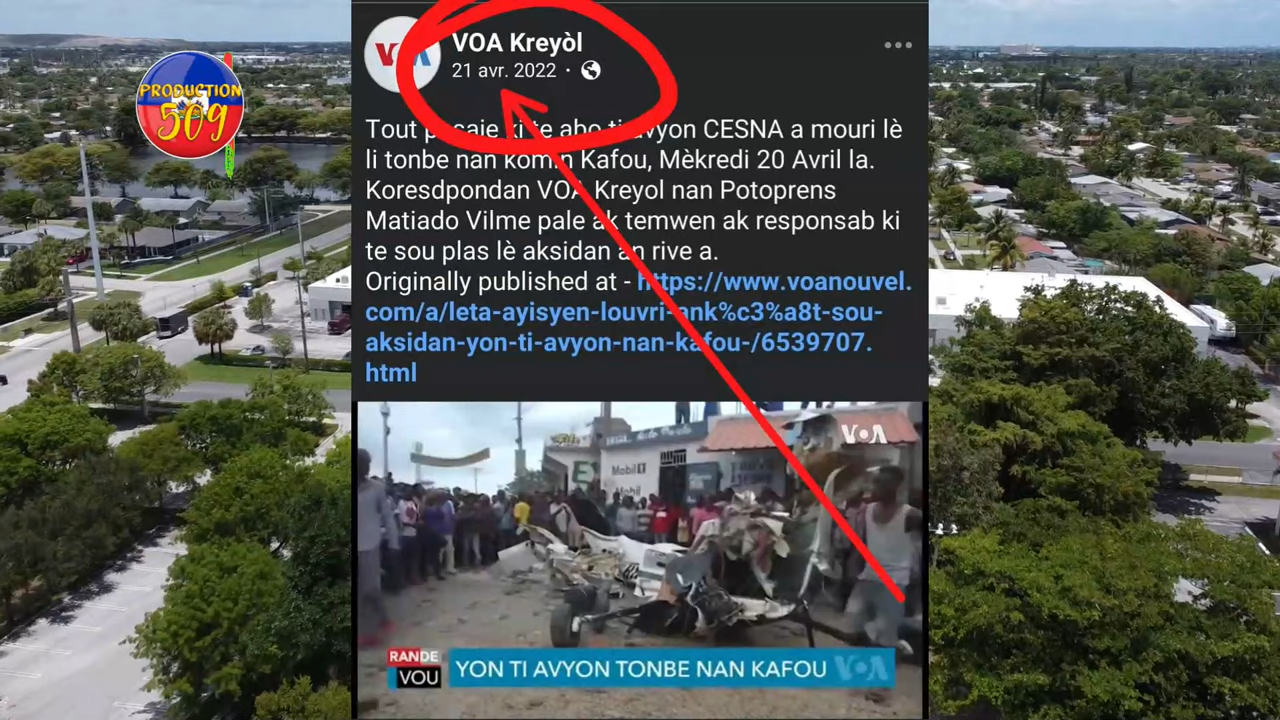 VOA
VOA Kreyòl
21 avr. 2022 ·
PRODUCTION
509
Tout pasaje ki te abo ti avyon CESNA a mouri lè
li tonbe nan komin Kafou, Mèkredi 20 Avril la.
Koresdpondan VOA Kreyol nan Potoprens
Matiado Vilme pale ak temwen ak responsab ki
te sou plas lè aksidan an rive a.
Originally published at - https://www.voanouvel.
com/a/leta-ayisyen-louvri-ank%c3%a8t-sou-
aksidan-yon-ti-avyon-nan-kafou-/6539707.
html
VOA
Mobil 1
Mobil
RANDE
VOU
YON TI AVYON TONBE NAN KAFOU
VOA